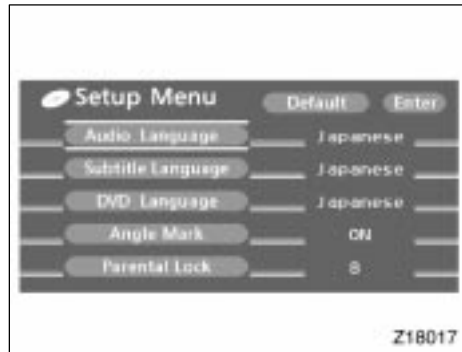 Setup Menu Default Enter
Audio Language Japanese
Subtitle Language Japanese
DVD Language Japanese
Angle Mark ON
Parental Lock 8
Z18017